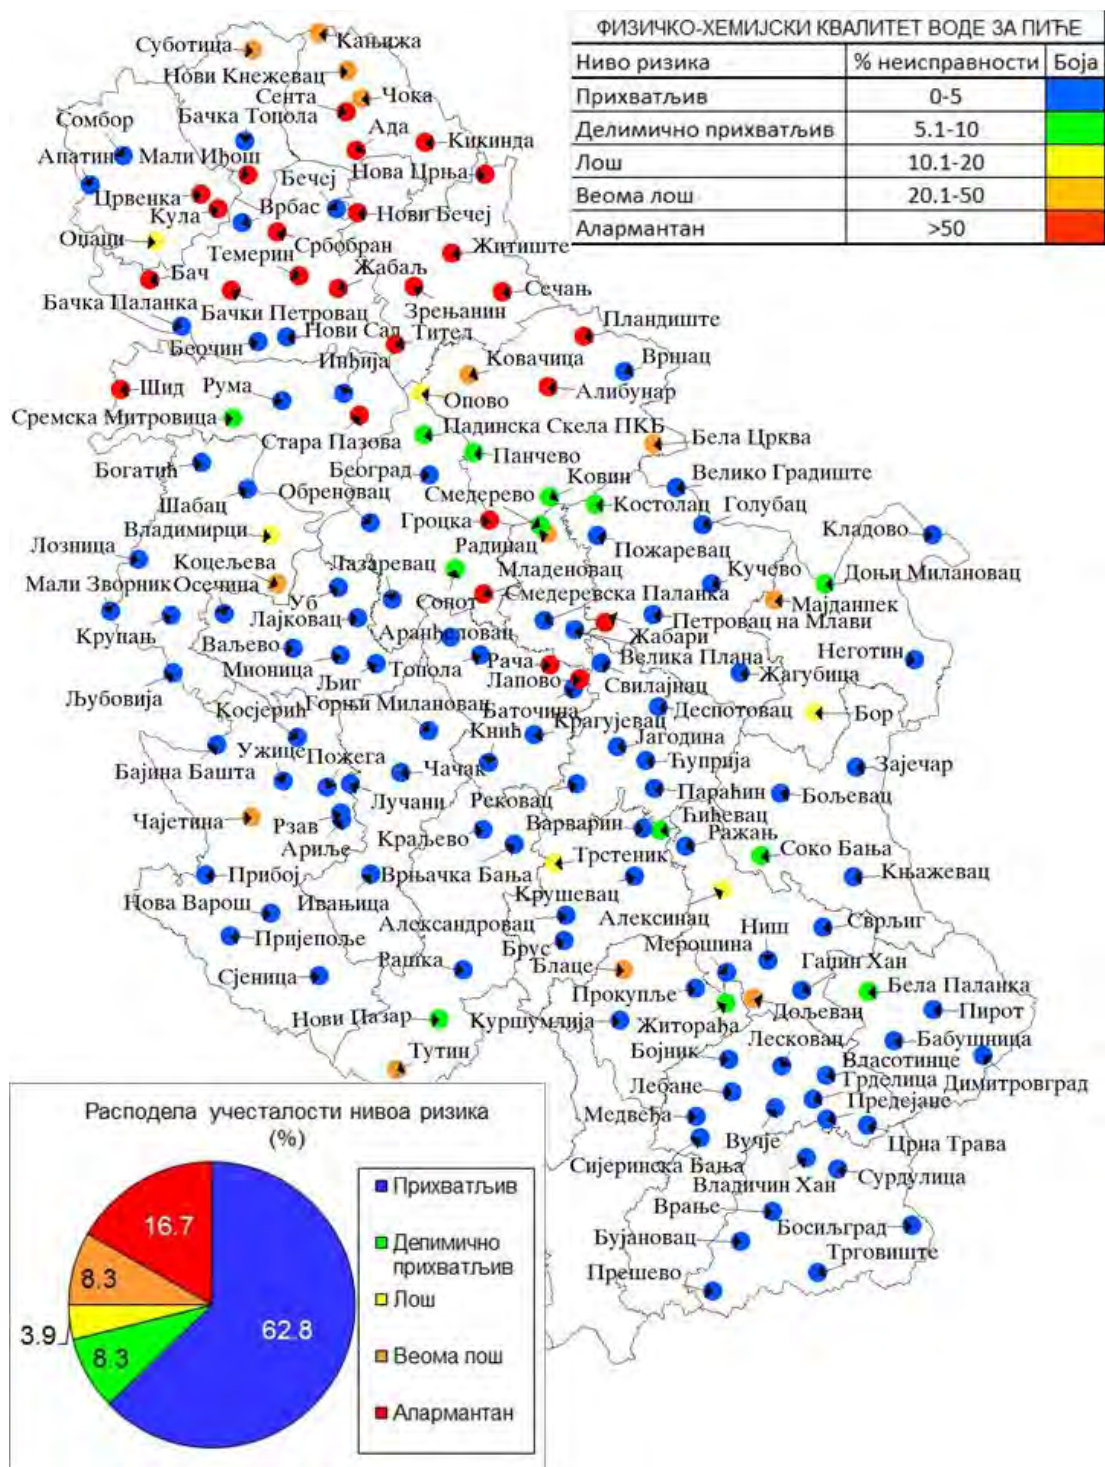 ФИЗИЧКО-ХЕМИЈСКИ КВАЛИТЕТ ВОДЕ ЗА ПИЋЕ
Ниво ризика % неисправности Боја
Прихватљив 0-5
Делимично прихватљив 5.1-10
Лош 10.1-20
Веома лош 20.1-50
Алармантан >50
Кањижа
Суботица
Нови Кнежевац
Чока
Сента
Бачка Топола
Сомбор
Ада
Кикинда
Апатин
Мали Иђош
Бечеј
Нова Црња
Црвенка
Врбас
Нови Бечеј
Кула
Оџаци
Србобран
Житиште
Темерин
Жабаљ
Бач
Сечањ
Бачка Паланка
Бачки Петровац
Зрењанин
Нови Сад
Тител
Пландиште
Беочин
Инђија
Ковачица
Вршац
Шид
Рума
Опово
Алибунар
Сремска Митровица
Стара Пазова
Падинска Скела ПКБ
Бела Црква
Панчево
Богатић
Београд
Ковин
Велико Градиште
Шабац
Обреновац
Смедерево
Костолац
Голубац
Владимирци
Гроцка
Кладово
Лозница
Радинац
Пожаревац
Коцељева
Лазаревац
Младеновац
Кучево
Доњи Милановац
Мали Зворник
Осечина
Уб
Сопот
Смедеревска Паланка
Мајданпек
Крупањ
Лајковац
Петровац на Млави
Аранђеловац
Жабари
Ваљево
Неготин
Мионица
Љиг
Топола
Рача
Велика Плана
Љубовија
Лапово
Свилајнац
Жагубица
Косјерић
Горњи Милановац
Баточина
Деспотовац
Бор
Кнић
Крагујевац
Ужице
Пожега
Јагодина
Бајина Башта
Чачак
Ћуприја
Зајечар
Лучани
Рековац
Параћин
Бољевац
Чајетина
Рзав
Ариље
Краљево
Варварин
Ћићевац
Ражањ
Соко Бања
Трстеник
Прибој
Врњачка Бања
Књажевац
Крушевац
Нова Варош
Ивањица
Александровац
Алексинац
Сврљиг
Пријепоље
Брус
Мерошина
Ниш
Рашка
Блаце
Гаџин Хан
Сјеница
Прокупље
Бела Паланка
Нови Пазар
Куршумлија
Житорађа
Дољевац
Пирот
Тутин
Бојник
Лесковац
Бабушница
Власотинце
Лебане
Грделица
Димитровград
Медвеђа
Предејане
Вучје
Црна Трава
Сијеринска Бања
Владичин Хан
Сурдулица
Врање
Босиљград
Бујановац
Трговиште
Прешево
Расподела учесталости нивоа ризика
(%)
16.7
8.3
3.9
8.3
62.8
Прихватљив
Делимично
прихватљив
Лош
Веома лош
Алармантан